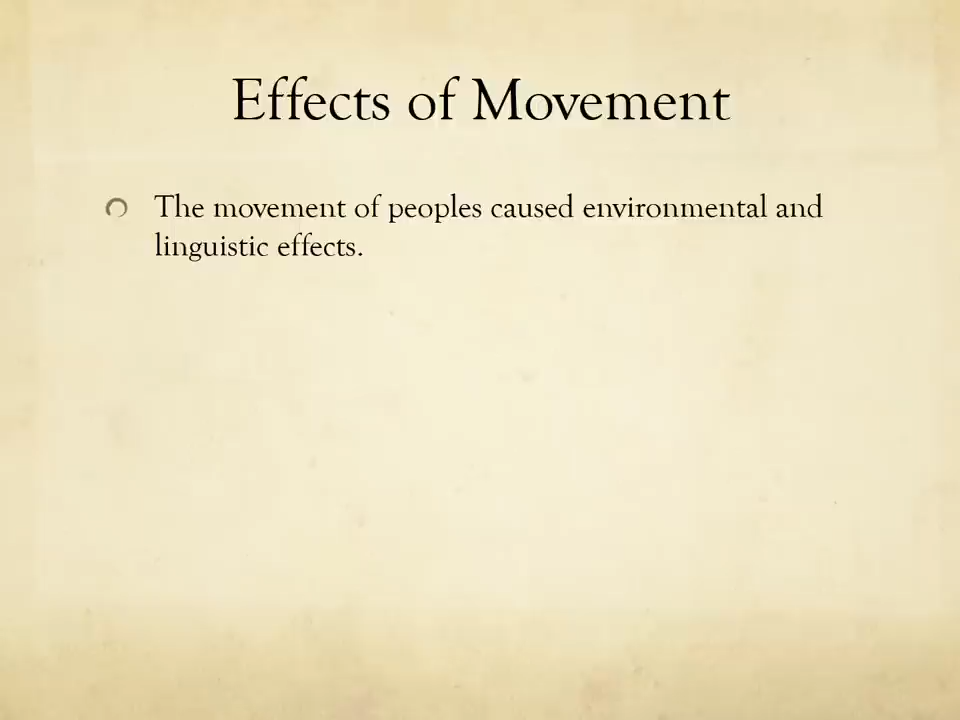 Effects of Movement
The movement of peoples caused environmental and
linguistic effects.